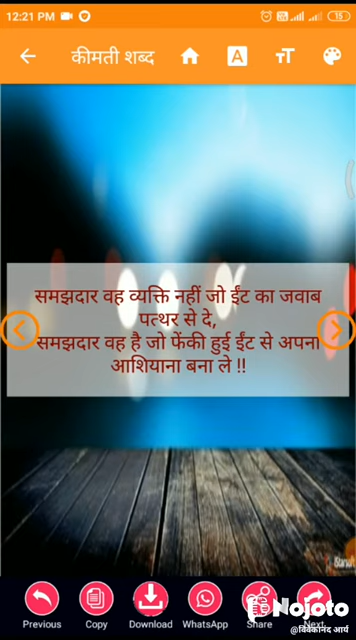 12:21 PM
15
कीमती शब्द
A
TT
समझदार वह व्यक्ति नहीं जो ईंट का जवाब
पत्थर से दे,
समझदार वह है जो फेंकी हुई ईंट से अपना
आशियाना बना ले !!
Previous
Copy
Download
WhatsApp
Share
Next
Nojoto
@विवेकानंद आर्य